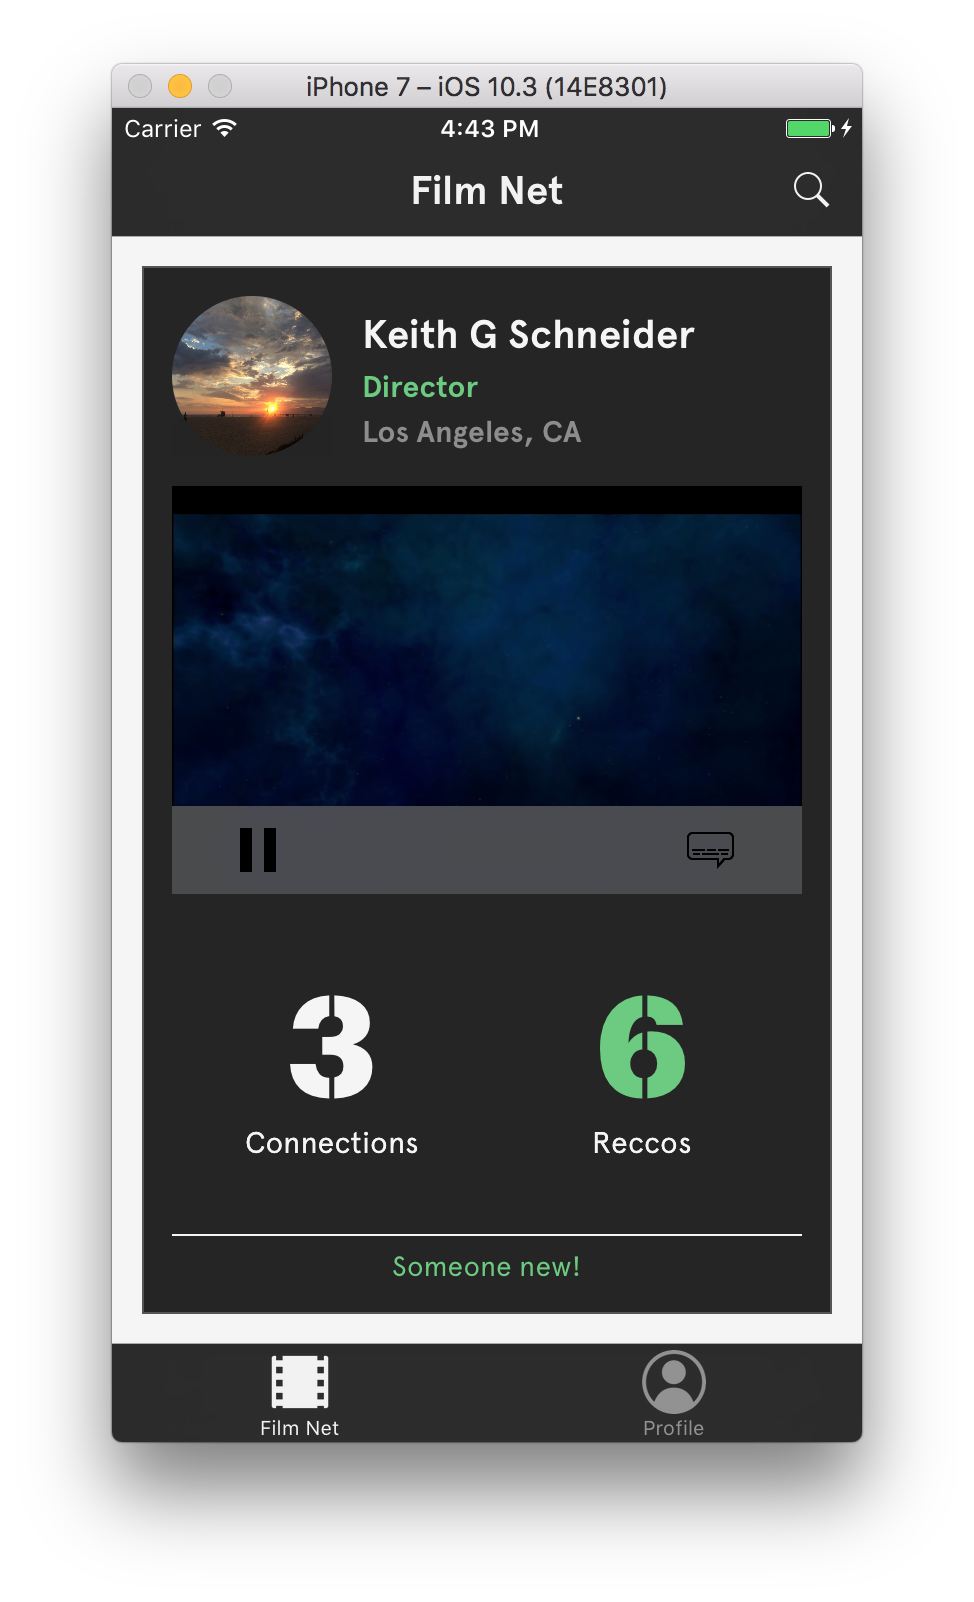 iPhone 7 – iOS 10.3 (14E8301)
Carrier 4:43 PM
Film Net
Keith G Schneider
Director
Los Angeles, CA
3 6
Connections Reccos
Someone new!
Film Net Profile